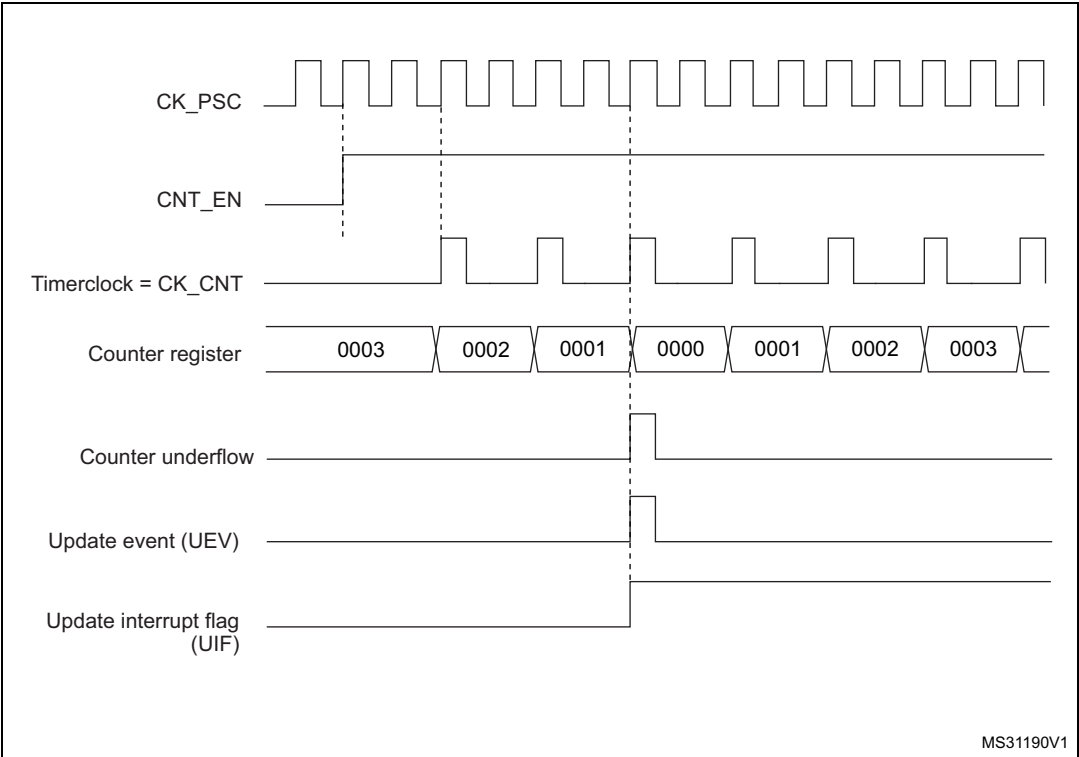 CK_PSC
CNT_EN
Timerclock = CK_CNT
Counter register
0003 0002 0001 0000 0001 0002 0003
Counter underflow
Update event (UEV)
Update interrupt flag
(UIF)
MS31190V1